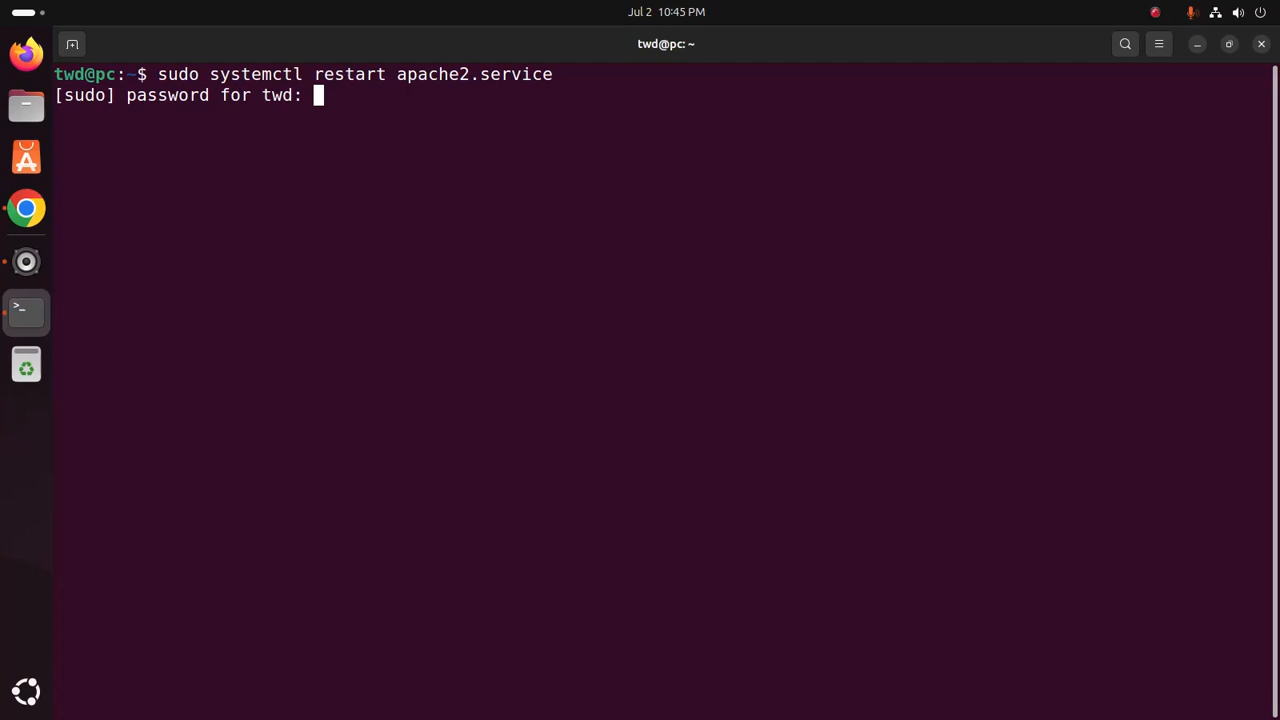 Jul 2 10:45 PM
twd@pc: ~
twd@pc:~$ sudo systemctl restart apache2.service
[sudo] password for twd: